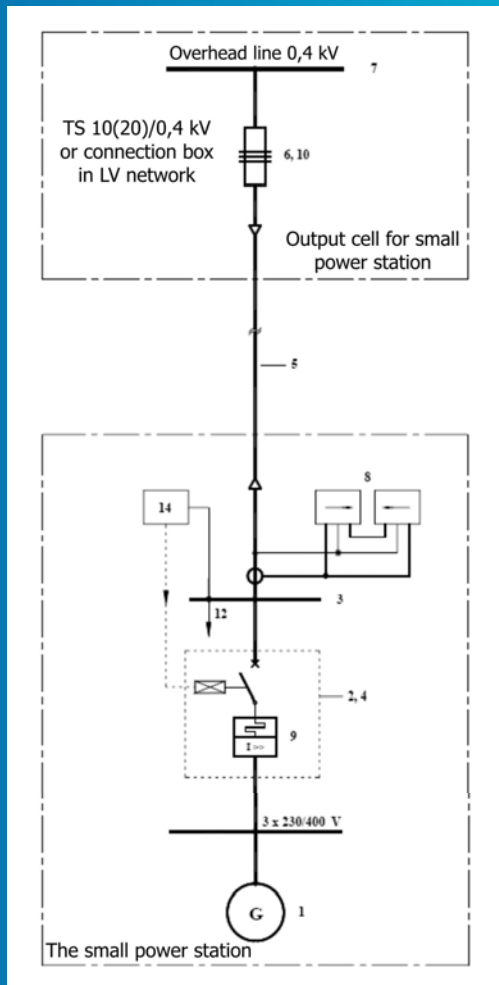 Overhead line 0,4 kV
7
TS 10(20)/0,4 kV
or connection box
in LV network
6, 10
Output cell for small
power station
5
8
14
3
12
2, 4
9
I >>
3 x 230/400 V
G
1
The small power station